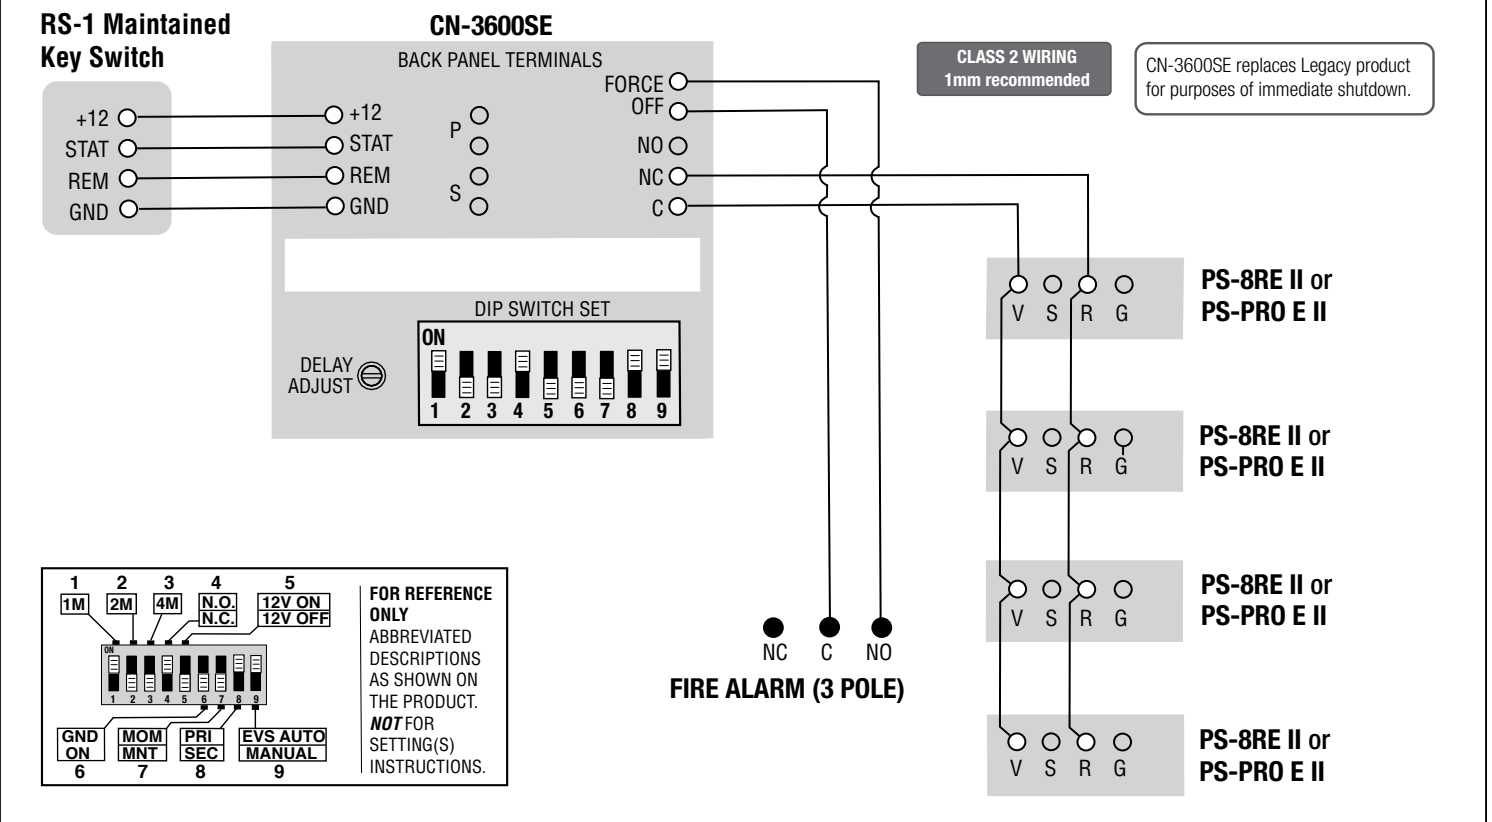 RS-1 Maintained
Key Switch
+12
STAT
REM
GND
CN-3600SE
BACK PANEL TERMINALS
+12
STAT
REM
GND
P
S
FORCE
OFF
NO
NC
C
DIP SWITCH SET
ON
1 2 3 4 5 6 7 8 9
DELAY
ADJUST
CLASS 2 WIRING
1mm recommended
CN-3600SE replaces Legacy product
for purposes of immediate shutdown.
V S R G
PS-8RE II or
PS-PRO E II
V S R G
PS-8RE II or
PS-PRO E II
V S R G
PS-8RE II or
PS-PRO E II
V S R G
PS-8RE II or
PS-PRO E II
NC C NO
FIRE ALARM (3 POLE)
1 2 3 4 5
1M 2M 4M N.O. 12V ON
N.C. 12V OFF
ON
1 2 3 4 5 6 7 8 9
GND MOM PRI EVS AUTO
ON MNT SEC MANUAL
6 7 8 9
FOR REFERENCE
ONLY
ABBREVIATED
DESCRIPTIONS
AS SHOWN ON
THE PRODUCT.
NOT FOR
SETTING(S)
INSTRUCTIONS.